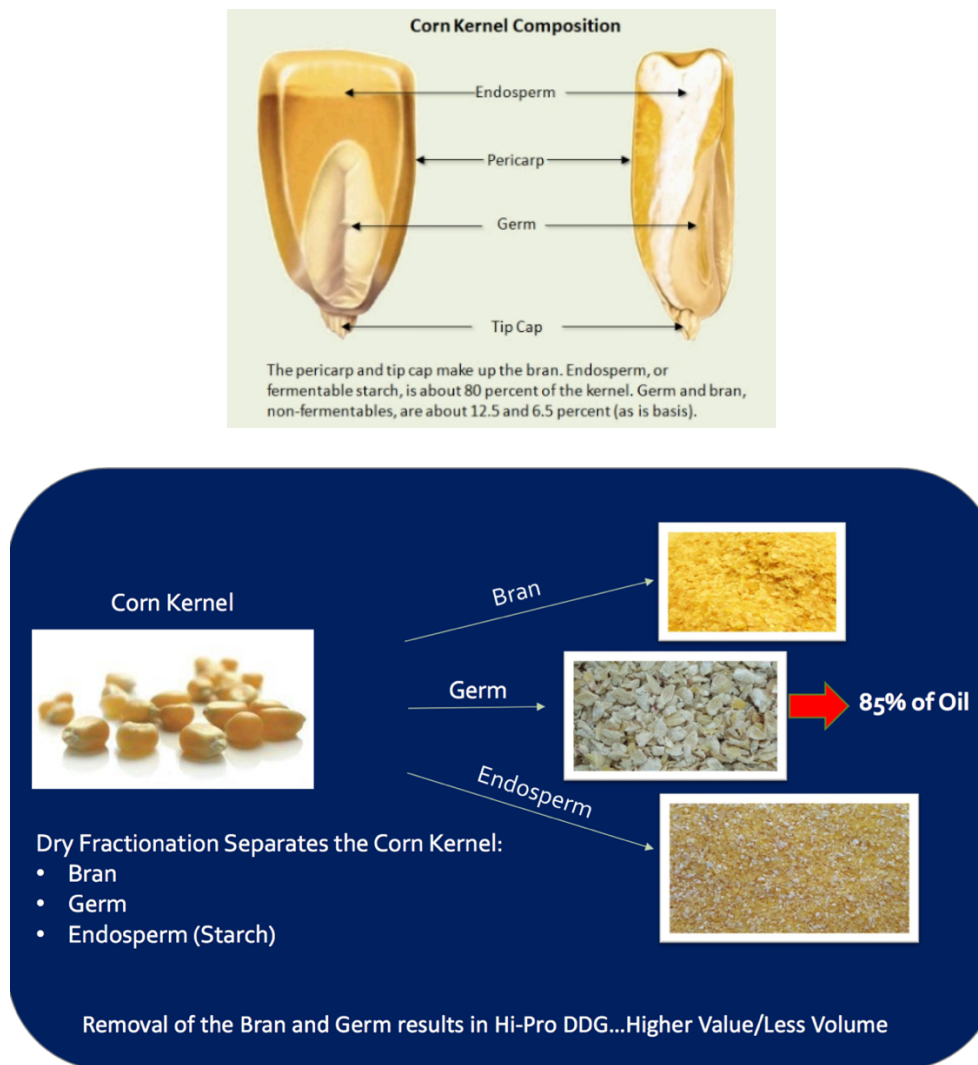 Corn Kernel Composition
Endosperm
Pericarp
Germ
Tip Cap
The pericarp and tip cap make up the bran. Endosperm, or
fermentable starch, is about 80 percent of the kernel. Germ and bran,
non-fermentables, are about 12.5 and 6.5 percent (as is basis).
Corn Kernel
Bran
Germ
85% of Oil
Endosperm
Dry Fractionation Separates the Corn Kernel:
• Bran
• Germ
• Endosperm (Starch)
Removal of the Bran and Germ results in Hi-Pro DDG...Higher Value/Less Volume